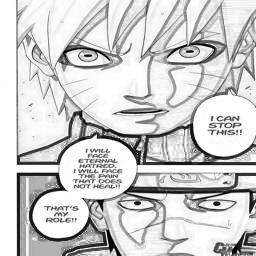 I CAN
STOP
THIS!!
I WILL
FACE
ETERNAL
HATRED.
I WILL FACE
THE PAIN
THAT DOES
NOT HEAL!!
THAT'S
MY
ROLE!!